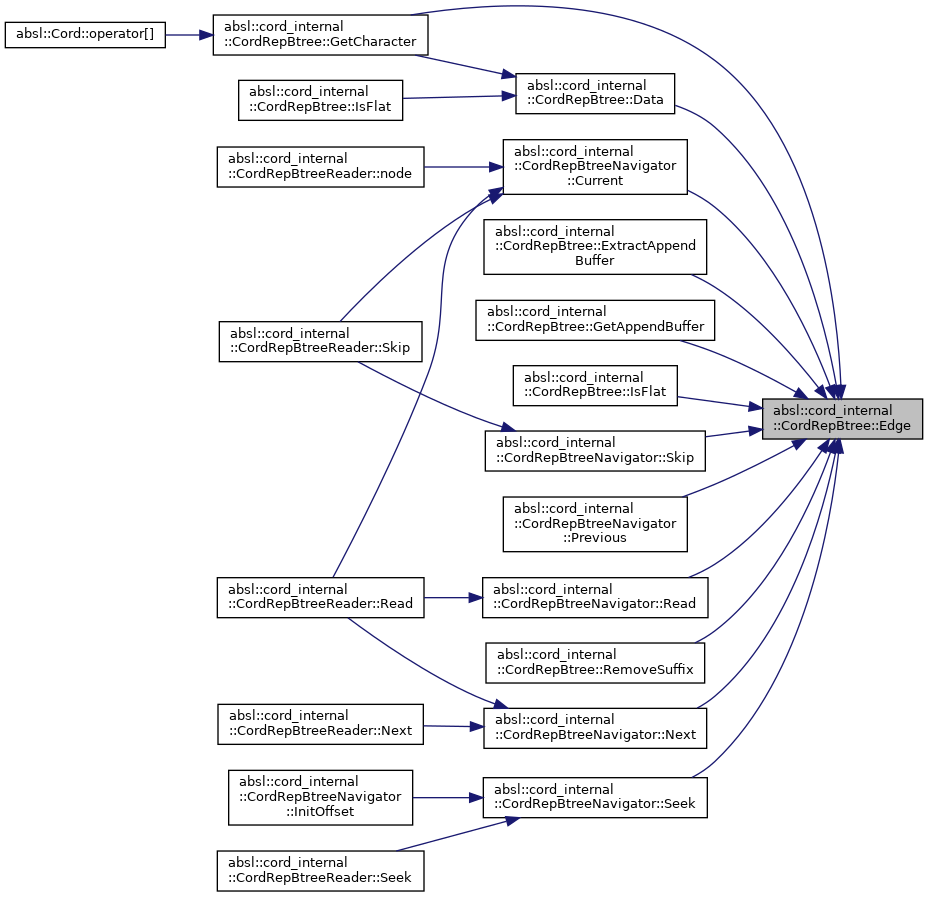 absl::Cord::operator[]
absl::cord_internal
::CordRepBtree::GetCharacter
absl::cord_internal
::CordRepBtree::Data
absl::cord_internal
::CordRepBtree::IsFlat
absl::cord_internal
::CordRepBtreeNavigator
::Current
absl::cord_internal
::CordRepBtreeReader::node
absl::cord_internal
::CordRepBtree::ExtractAppend
Buffer
absl::cord_internal
::CordRepBtree::GetAppendBuffer
absl::cord_internal
::CordRepBtreeReader::Skip
absl::cord_internal
::CordRepBtree::IsFlat
absl::cord_internal
::CordRepBtree::Edge
absl::cord_internal
::CordRepBtreeNavigator::Skip
absl::cord_internal
::CordRepBtreeNavigator
::Previous
absl::cord_internal
::CordRepBtreeReader::Read
absl::cord_internal
::CordRepBtreeNavigator::Read
absl::cord_internal
::CordRepBtree::RemoveSuffix
absl::cord_internal
::CordRepBtreeReader::Next
absl::cord_internal
::CordRepBtreeNavigator::Next
absl::cord_internal
::CordRepBtreeNavigator
::InitOffset
absl::cord_internal
::CordRepBtreeNavigator::Seek
absl::cord_internal
::CordRepBtreeReader::Seek